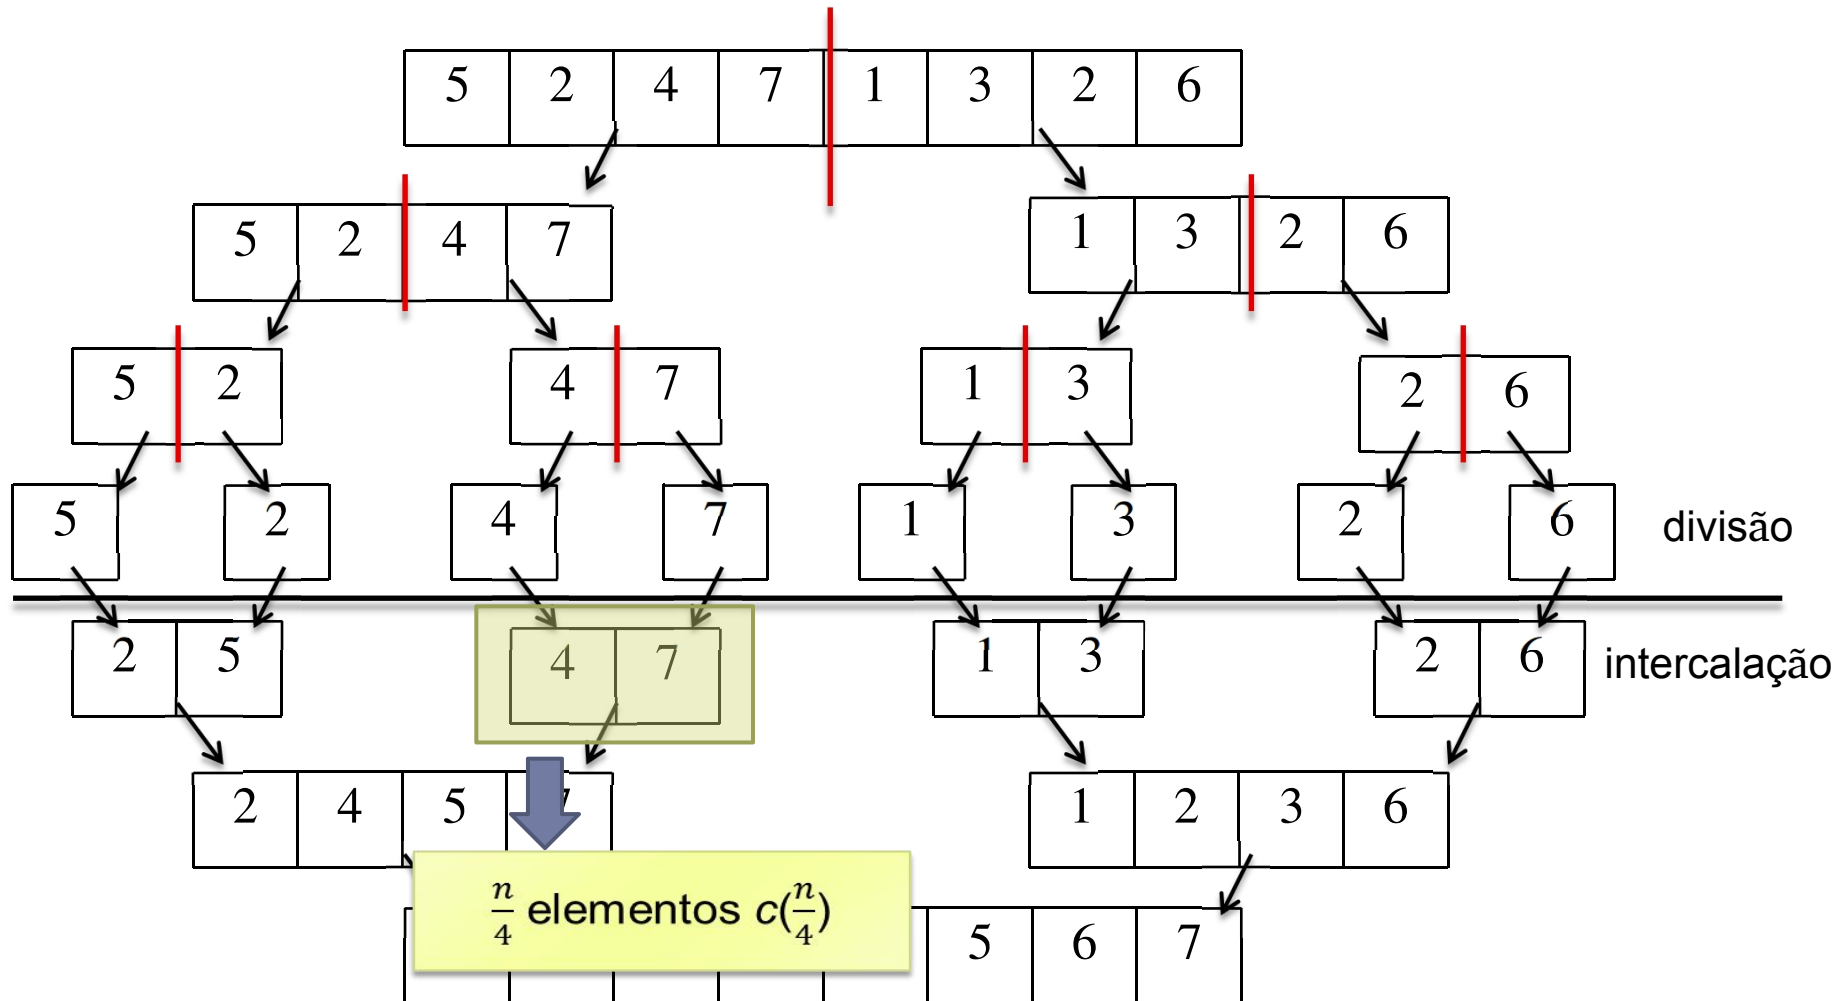 5 2 4 7 1 3 2 6
5 2 4 7 1 3 2 6
5 2 4 7 1 3 2 6
5 2 4 7 1 3 2 6 divisão
2 5 4 7 1 3 2 6 intercalação
2 4 5 1 2 3 6
n/4 elementos c(n/4)
5 6 7